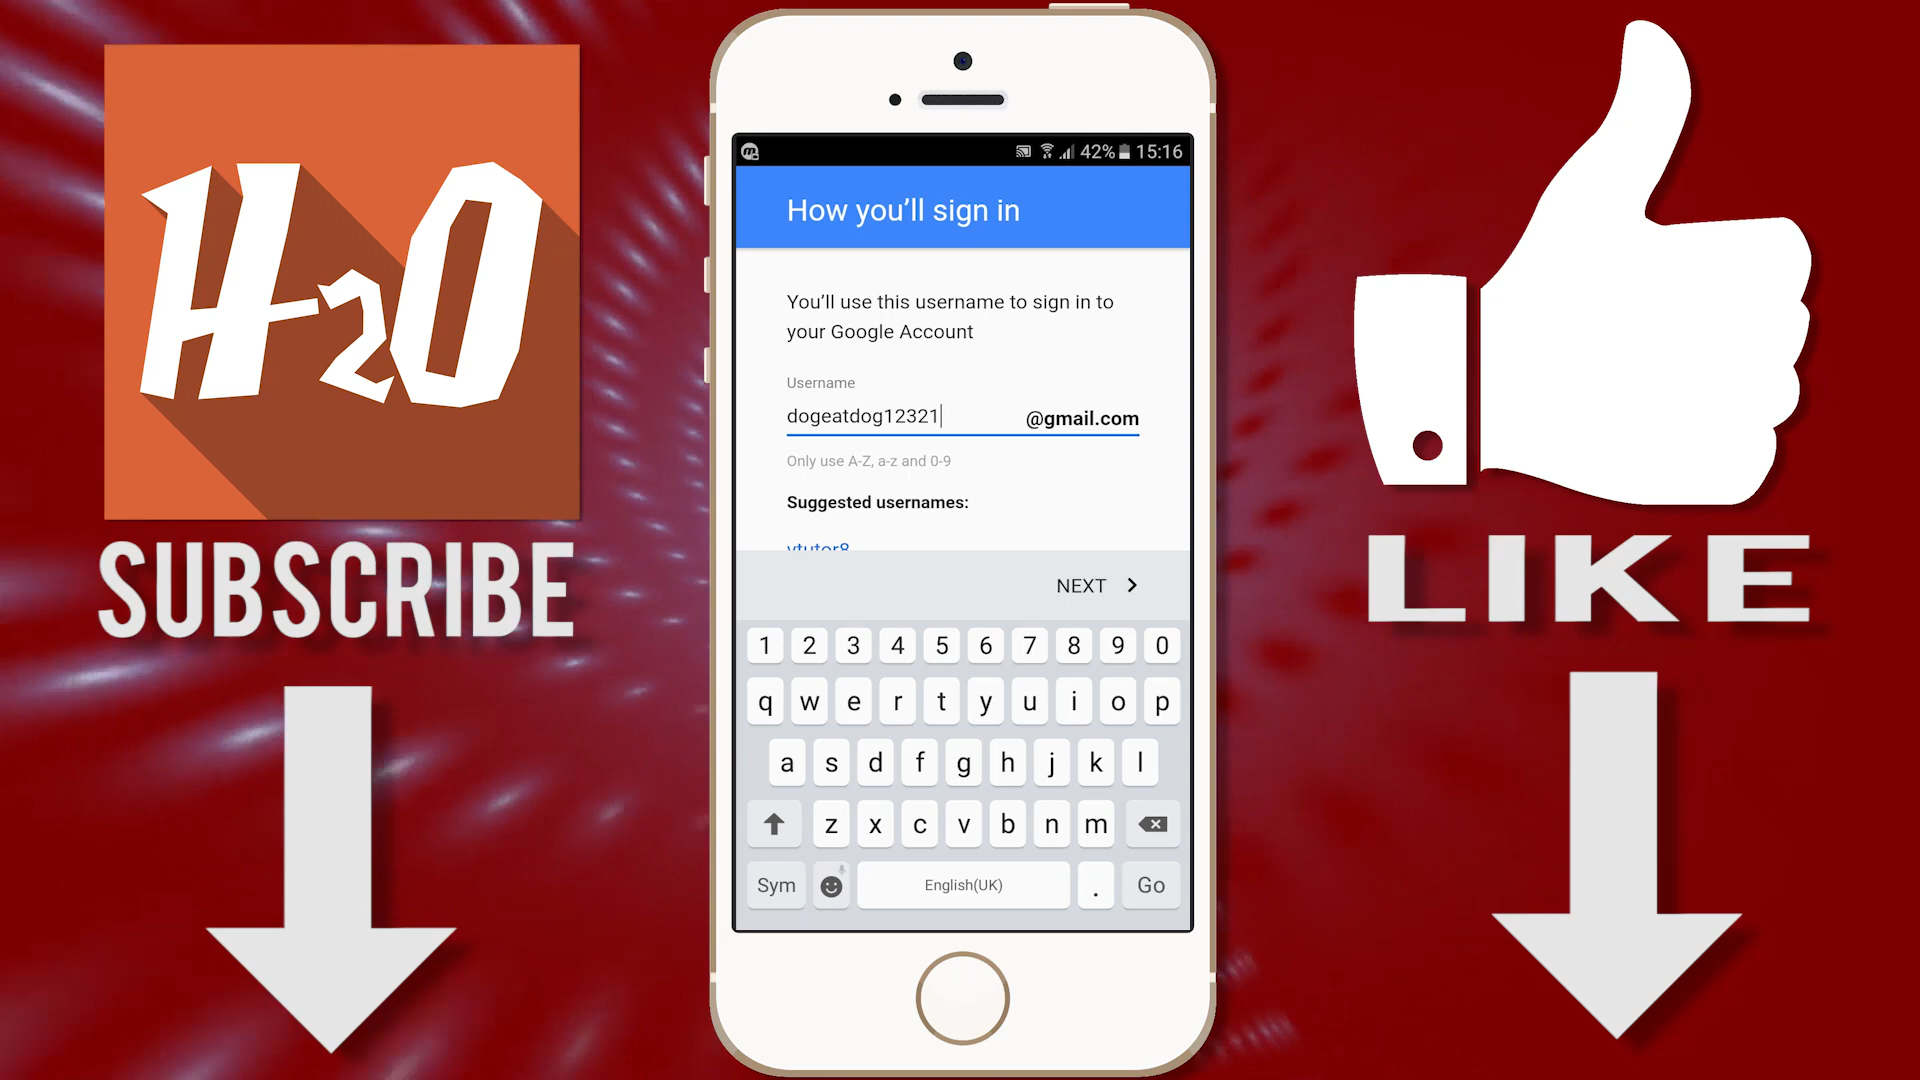 H2O
SUBSCRIBE
42% 15:16
How you’ll sign in
You’ll use this username to sign in to
your Google Account
Username
dogeatdog12321 @gmail.com
Only use A-Z, a-z and 0-9
Suggested usernames:
ytutor8
NEXT
1 2 3 4 5 6 7 8 9 0
q w e r t y u i o p
a s d f g h j k l
z x c v b n m
Sym English(UK) . Go
LIKE